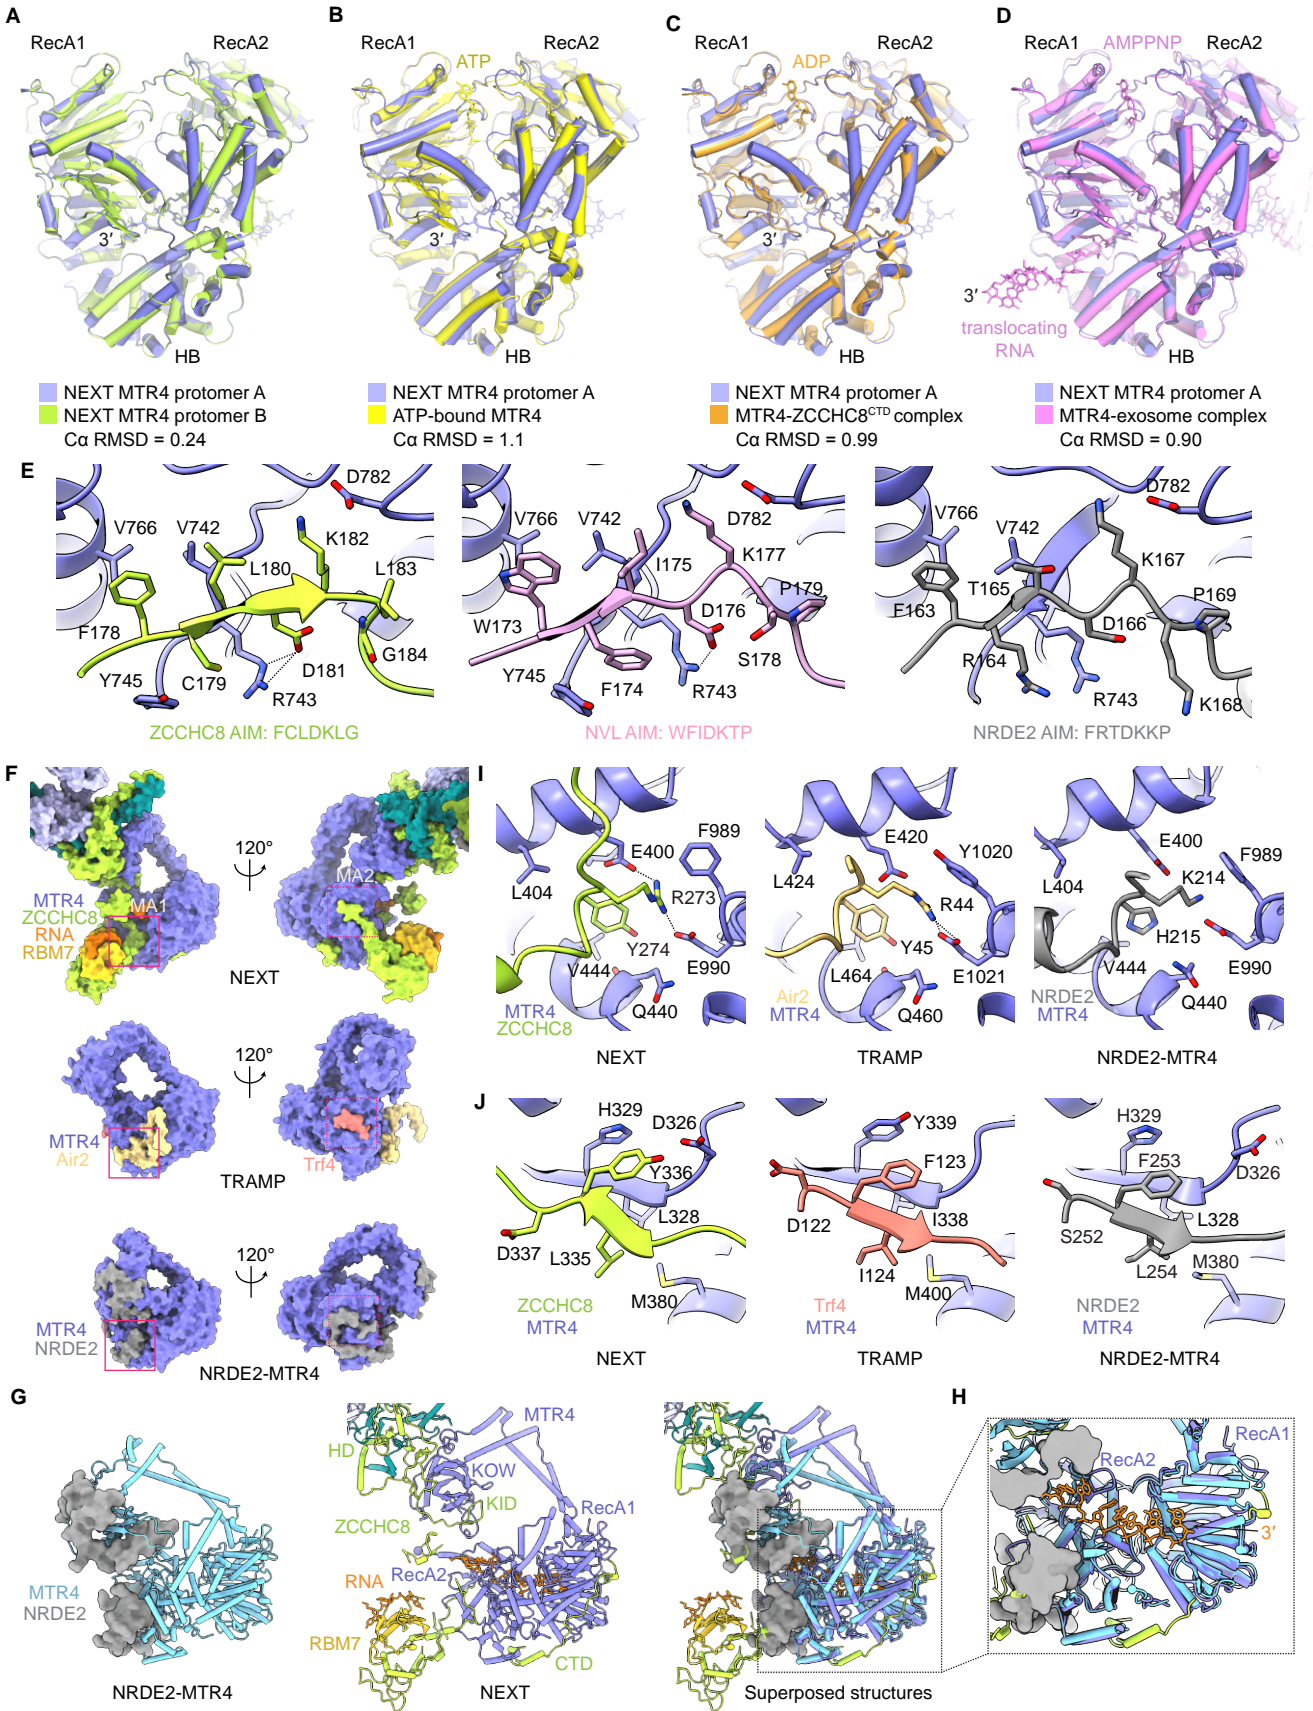 A
RecA1
RecA2
3′
HB
NEXT MTR4 protomer A
NEXT MTR4 protomer B
Cα RMSD = 0.24
B
RecA1
RecA2
ATP
3′
HB
NEXT MTR4 protomer A
ATP-bound MTR4
Cα RMSD = 1.1
C
RecA1
RecA2
ADP
3′
HB
NEXT MTR4 protomer A
MTR4-ZCCHC8CTD complex
Cα RMSD = 0.99
D
RecA1
AMPPNP
RecA2
3′
translocating
RNA
HB
NEXT MTR4 protomer A
MTR4-exosome complex
Cα RMSD = 0.90
E
D782
V766
V742
K182
L180
L183
F178
G184
D181
Y745
C179
R743
ZCCHC8 AIM: FCLDKLG
V766
V742
D782
I175
K177
P179
D176
W173
S178
Y745
F174
R743
NVL AIM: WFIDKTP
D782
V766
V742
K167
T165
P169
F163
D166
R164
R743
K168
NRDE2 AIM: FRTDKKP
F
120°
MA2
MTR4
ZCCHC8
RNA
RBM7
MA1
NEXT
120°
MTR4
Air2
Trf4
TRAMP
120°
MTR4
NRDE2
NRDE2-MTR4
I
F989
E400
L404
R273
Y274
V444
E990
Q440
MTR4
ZCCHC8
NEXT
E420
Y1020
L424
R44
Y45
L464
E1021
Air2
MTR4
Q460
TRAMP
E400
F989
L404
K214
H215
V444
E990
NRDE2
MTR4
Q440
NRDE2-MTR4
J
H329
D326
Y336
L328
D337
L335
M380
ZCCHC8
MTR4
NEXT
Y339
F123
D122
I338
I124
M400
Trf4
MTR4
TRAMP
H329
F253
D326
L328
S252
L254
M380
NRDE2
MTR4
NRDE2-MTR4
G
MTR4
NRDE2
NRDE2-MTR4
MTR4
HD
KOW
KID
RecA1
ZCCHC8
RecA2
RNA
RBM7
CTD
NEXT
Superposed structures
H
RecA1
RecA2
3′